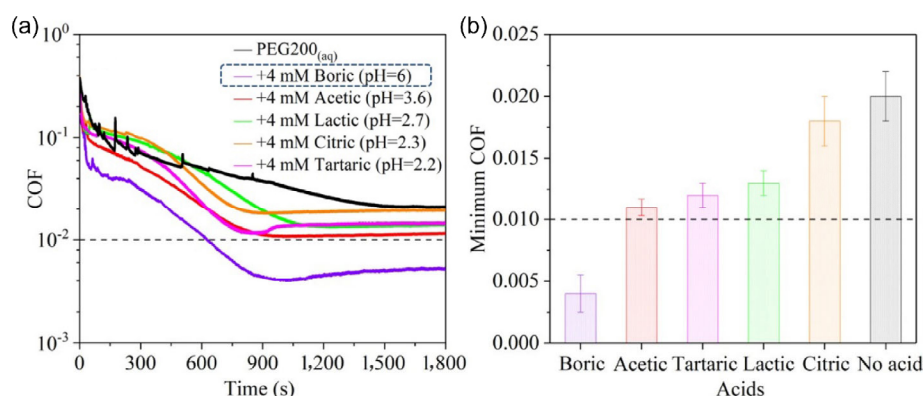 (a)
10⁰
10⁻¹
10⁻²
10⁻³
COF
PEG200(aq)
+4 mM Boric (pH=6)
+4 mM Acetic (pH=3.6)
+4 mM Lactic (pH=2.7)
+4 mM Citric (pH=2.3)
+4 mM Tartaric (pH=2.2)
0 300 600 900 1,200 1,500 1,800
Time (s)
(b)
0.025
0.020
0.015
0.010
0.005
0.000
Minimum COF
Boric Acetic Tartaric Lactic Citric No acid
Acids